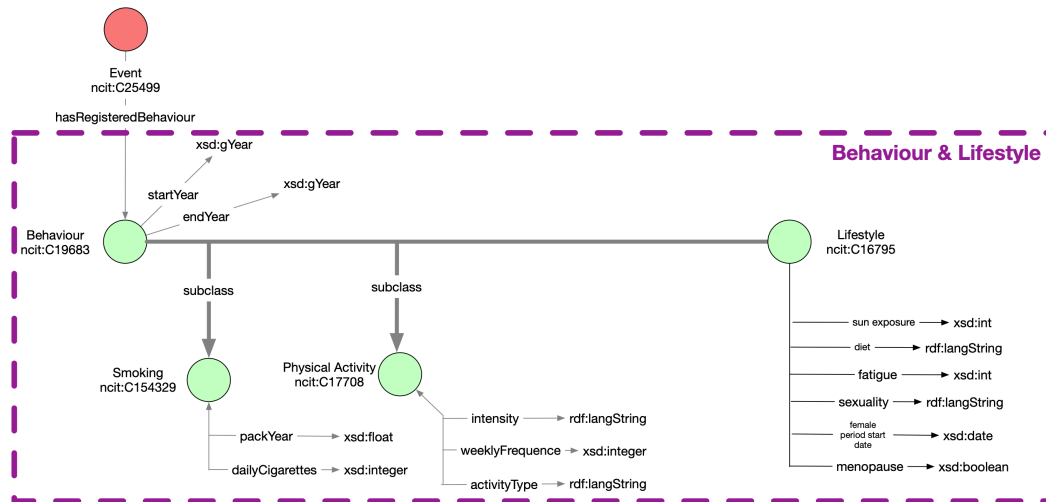 Event
ncit:C25499
hasRegisteredBehaviour
Behaviour & Lifestyle
xsd:gYear
xsd:gYear
startYear
endYear
Behaviour
ncit:C19683
Lifestyle
ncit:C16795
subclass
subclass
Smoking
ncit:C154329
Physical Activity
ncit:C17708
packYear
xsd:float
dailyCigarettes
xsd:integer
intensity
rdf:langString
weeklyFrequence
xsd:integer
activityType
rdf:langString
sun exposure
xsd:int
diet
rdf:langString
fatigue
xsd:int
sexuality
rdf:langString
female
period start
date
xsd:date
menopause
xsd:boolean